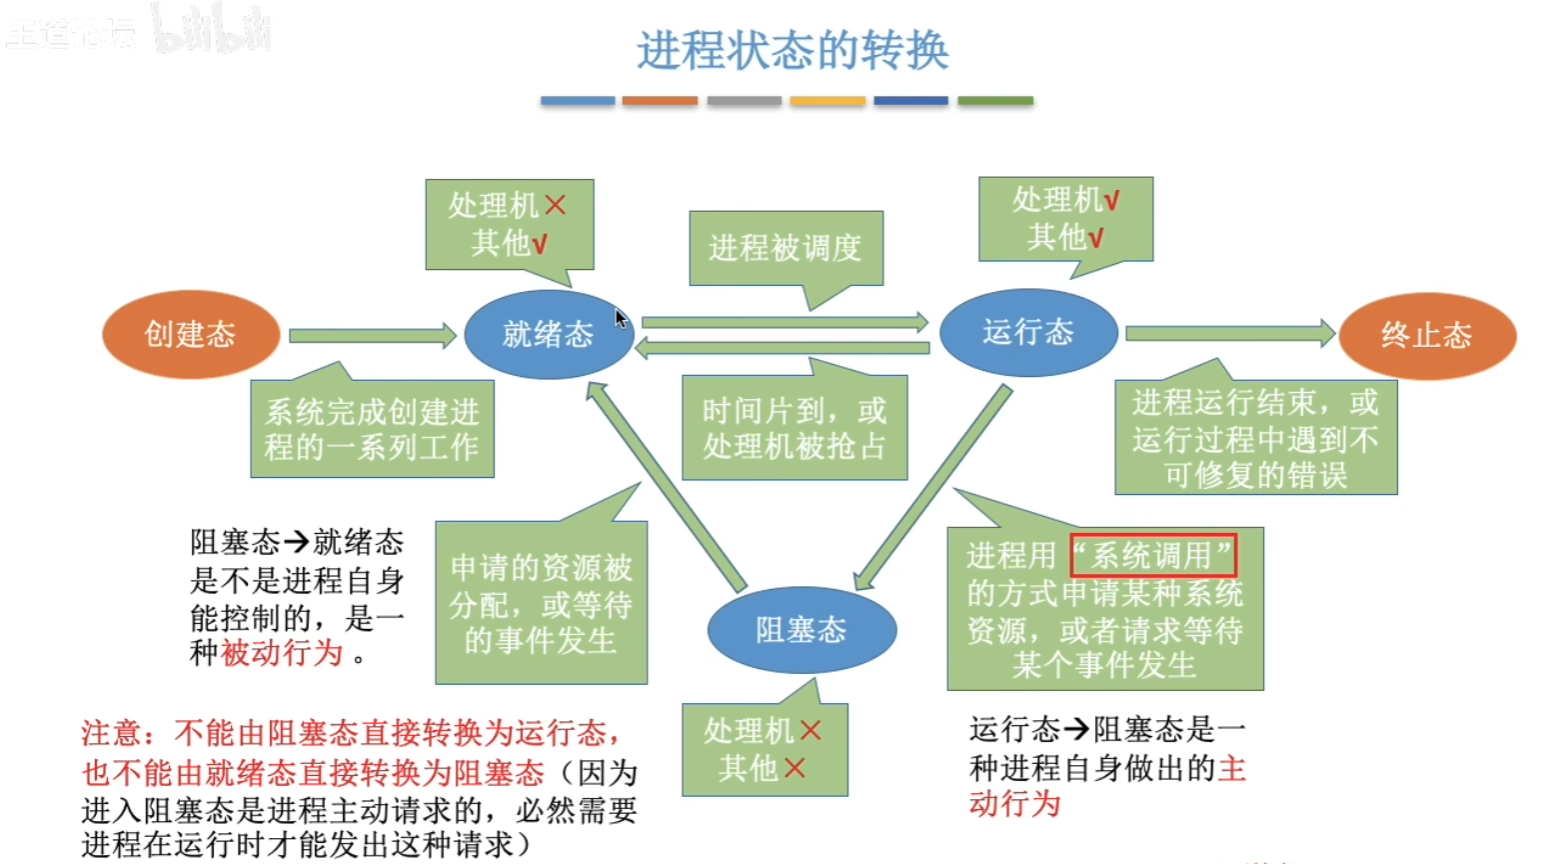 王道论坛 bilibili
进程状态的转换
处理机×
其他√
进程被调度
处理机√
其他√
创建态
就绪态
运行态
终止态
系统完成创建进
程的一系列工作
时间片到，或
处理机被抢占
进程运行结束，或
运行过程中遇到不
可修复的错误
阻塞态→就绪态
是不是进程自身
能控制的，是一
种被动行为 。
申请的资源被
分配，或等待
的事件发生
进程用“系统调用”
的方式申请某种系统
资源，或者请求等待
某个事件发生
阻塞态
处理机×
其他×
注意：不能由阻塞态直接转换为运行态，
也不能由就绪态直接转换为阻塞态（因为
进入阻塞态是进程主动请求的，必然需要
进程在运行时才能发出这种请求）
运行态→阻塞态是一
种进程自身做出的主
动行为